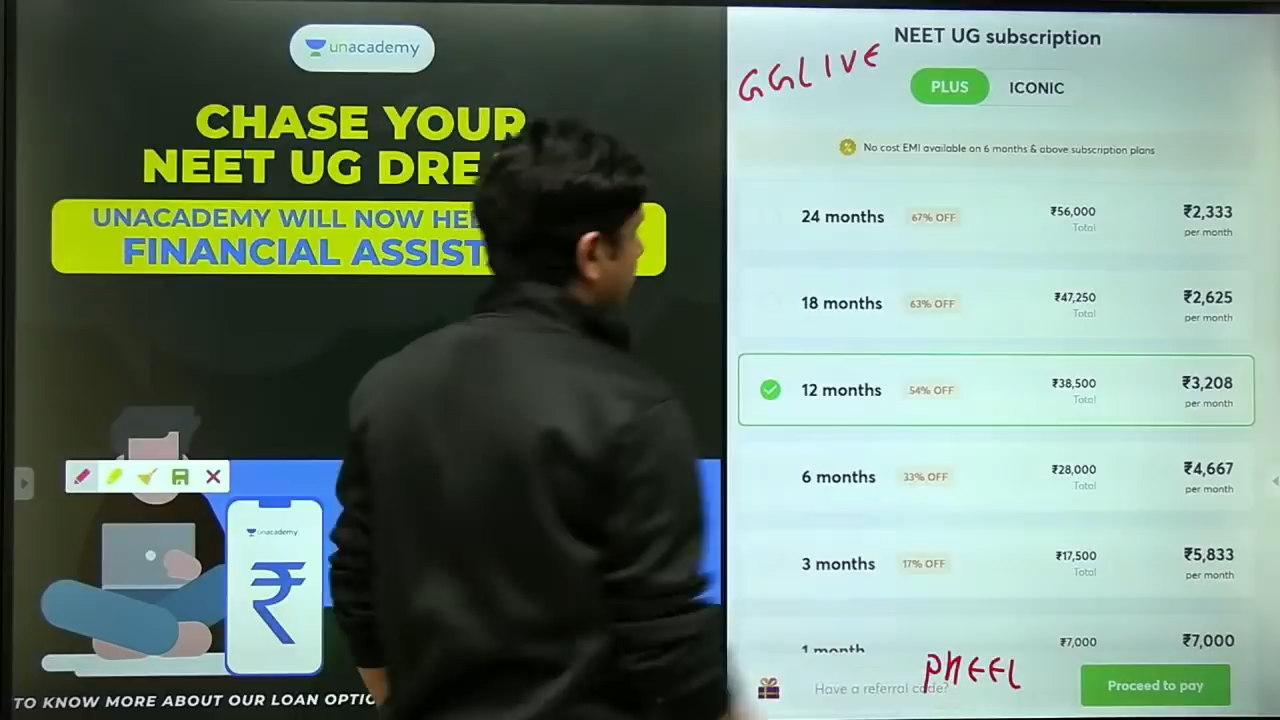 unacademy
CHASE YOUR
NEET UG
UNACADEMY WILL NOW
FINANCIAL
unacademy
₹
TO KNOW MORE ABOUT OUR LOAN
NEET UG subscription
GGLIVE
PLUS ICONIC
No cost EMI available on 6 months & above subscription plans
24 months 67% OFF ₹56,000 ₹2,333
Total per month
18 months 63% OFF ₹47,250 ₹2,625
Total per month
12 months 54% OFF ₹38,500 ₹3,208
Total per month
6 months 33% OFF ₹28,000 ₹4,667
Total per month
3 months 17% OFF ₹17,500 ₹5,833
Total per month
1 month ₹7,000 ₹7,000
Have a referral code? Proceed to pay